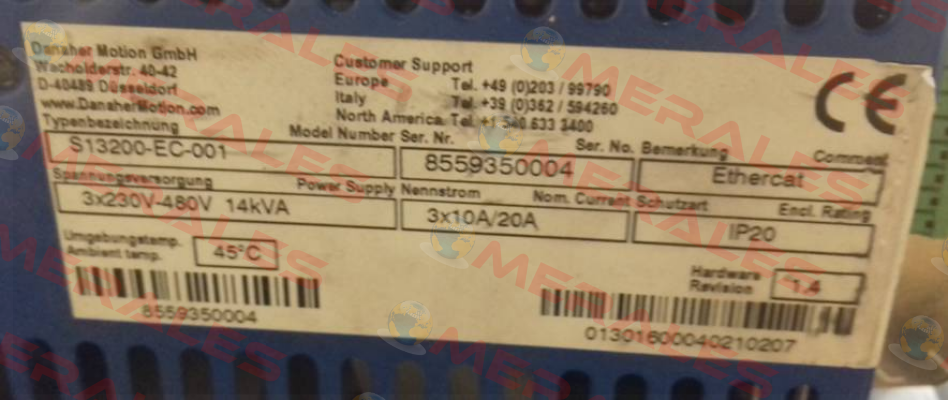 Danaher Motion GmbH
Wacholderstr. 40-42
D-40489 Düsseldorf
www.DanaherMotion.com
Customer Support
Europe Tel. +49 (0)203 / 99790
Italy Tel. +39 (0)362 / 594260
North America Tel +1 540 633 3400
Typenbezeichnung Model Number Ser. Nr. Ser. No. Bemerkung Comment
S13200-EC-001 8559350004 Ethercat
Spannungsversorgung Power Supply Nennstrom Nom. Current Schutzart Encl. Rating
3x230V-480V 14kVA 3x10A/20A IP20
Umgebungstemp.
Ambient temp. 45°C
Hardware
Revision 1.4
8559350004
013016000040210207
CE
OMERALES